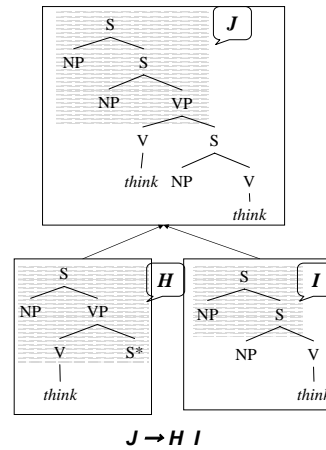 J
S
NP S
NP VP
V S
think NP V
think
H
S
NP VP
V S*
think
I
S
NP S
NP V
think
J → H I